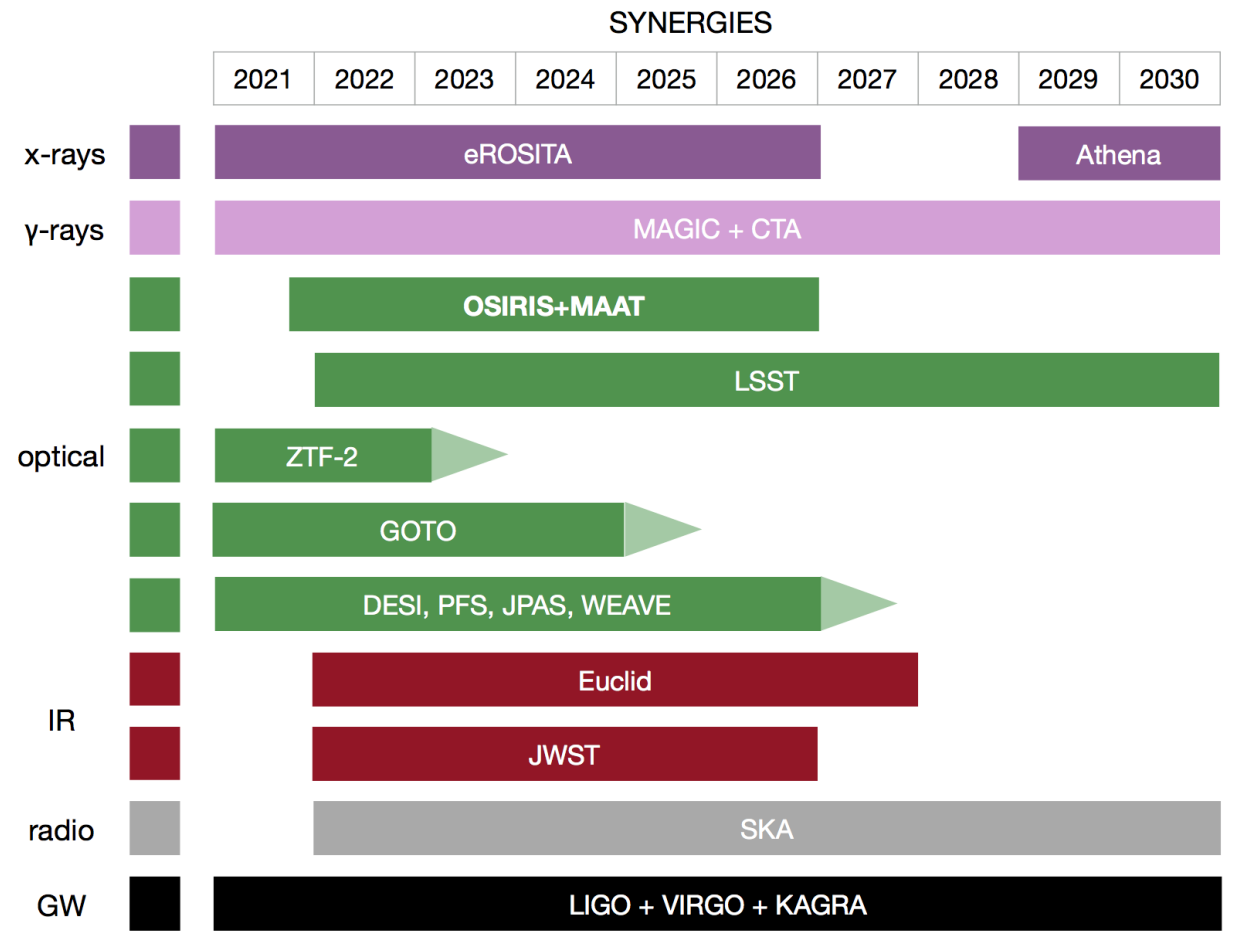 SYNERGIES
2021 2022 2023 2024 2025 2026 2027 2028 2029 2030
x-rays eROSITA Athena
γ-rays MAGIC + CTA
OSIRIS+MAAT
LSST
optical ZTF-2
GOTO
DESI, PFS, JPAS, WEAVE
Euclid
IR
JWST
radio SKA
GW LIGO + VIRGO + KAGRA